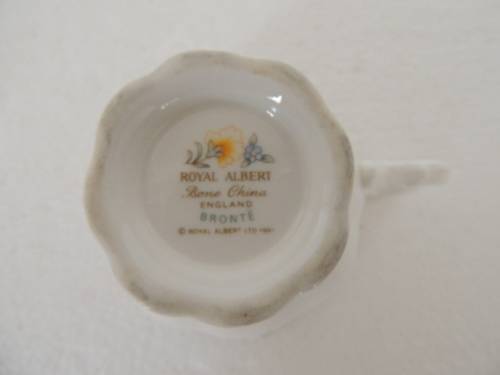 ROYAL ALBERT
Bone China
ENGLAND
BRONTË
© ROYAL ALBERT LTD